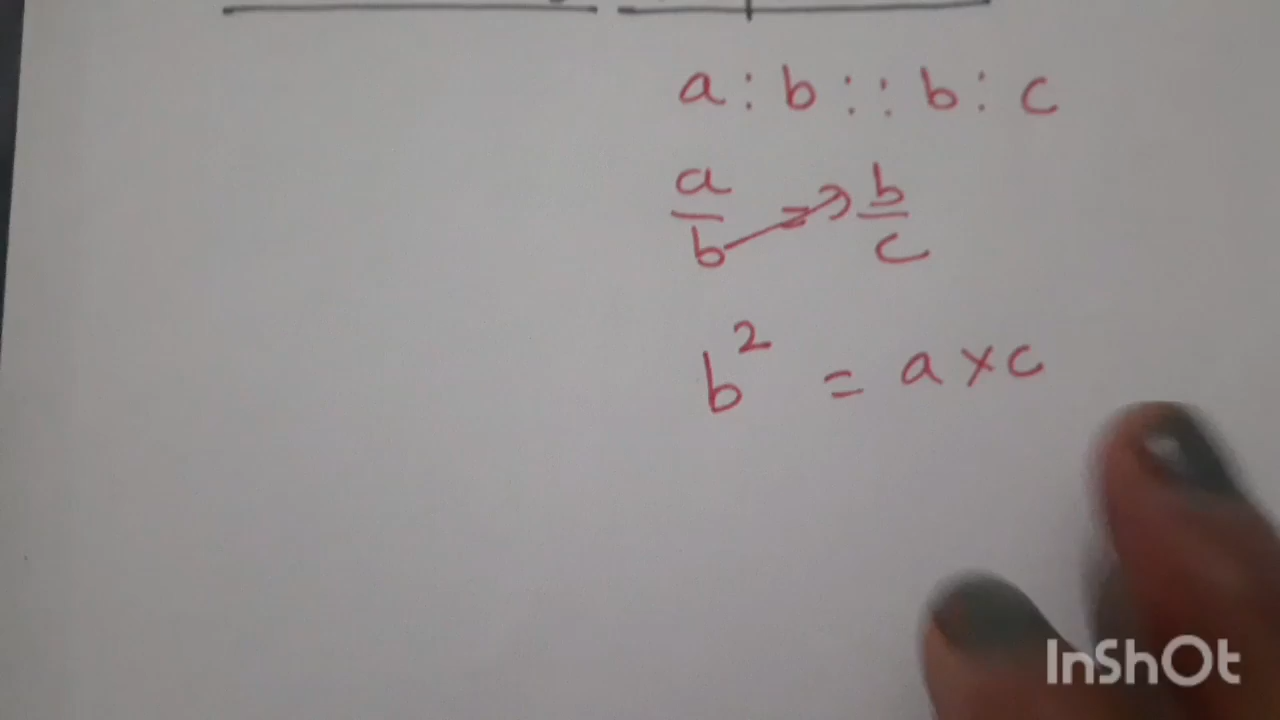 a : b : : b : c
a/b = b/c
b² = a × c
InShOt